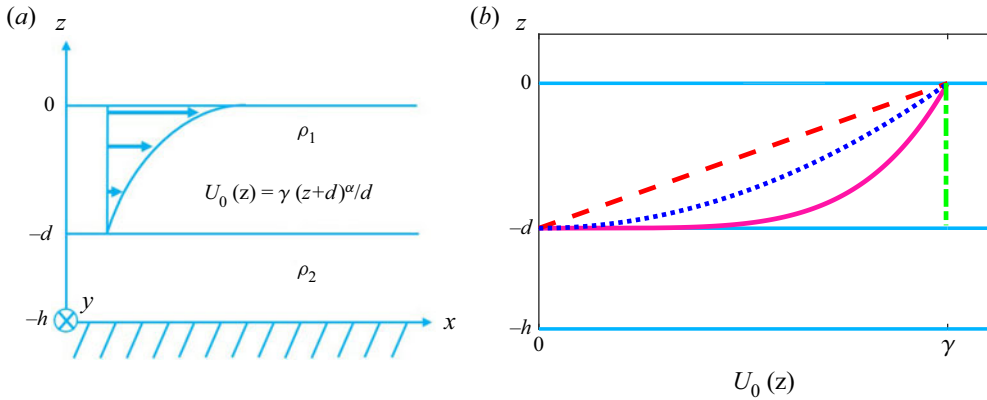 (a)
z
0
ρ₁
U₀ (z) = γ (z+d)^α/d
–d
ρ₂
y
–h
x
(b)
z
0
–d
–h
0
γ
U₀ (z)